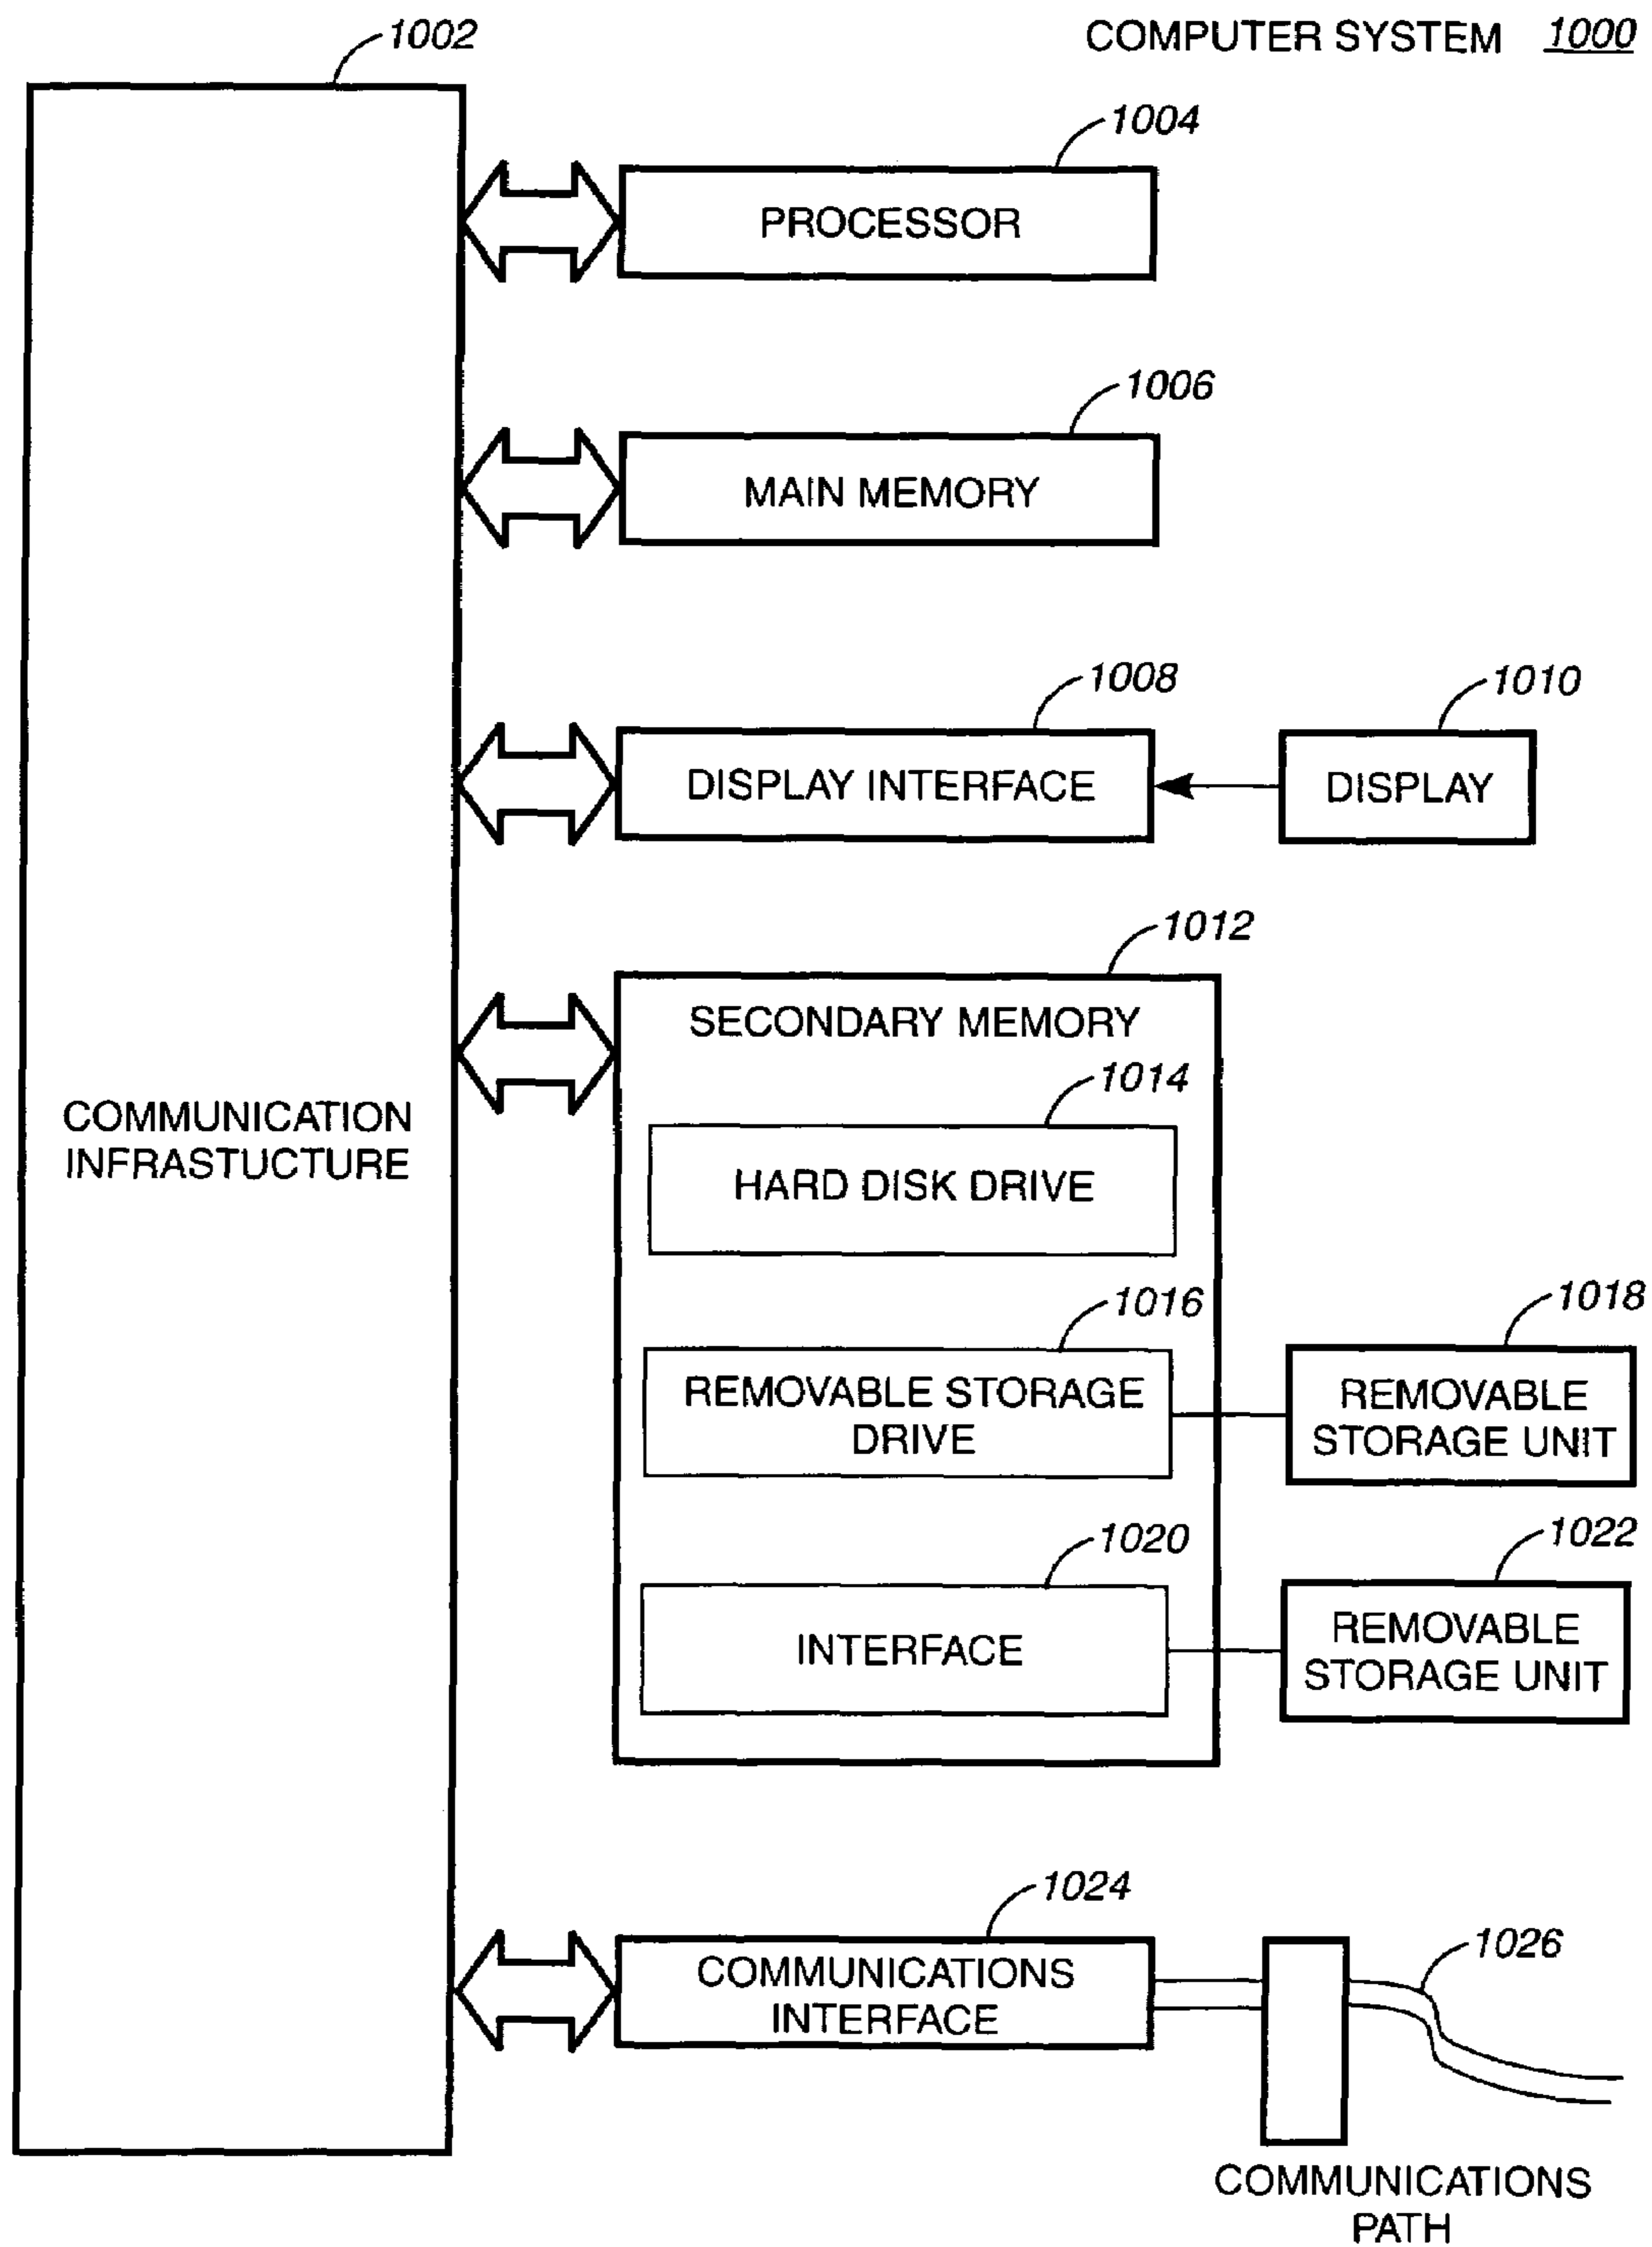 COMPUTER SYSTEM 1000
1002
1004
PROCESSOR
1006
MAIN MEMORY
1008
DISPLAY INTERFACE
1010
DISPLAY
1012
SECONDARY MEMORY
1014
HARD DISK DRIVE
COMMUNICATION
INFRASTUCTURE
1016
REMOVABLE STORAGE
DRIVE
1018
REMOVABLE
STORAGE UNIT
1020
INTERFACE
1022
REMOVABLE
STORAGE UNIT
1024
COMMUNICATIONS
INTERFACE
1026
COMMUNICATIONS
PATH